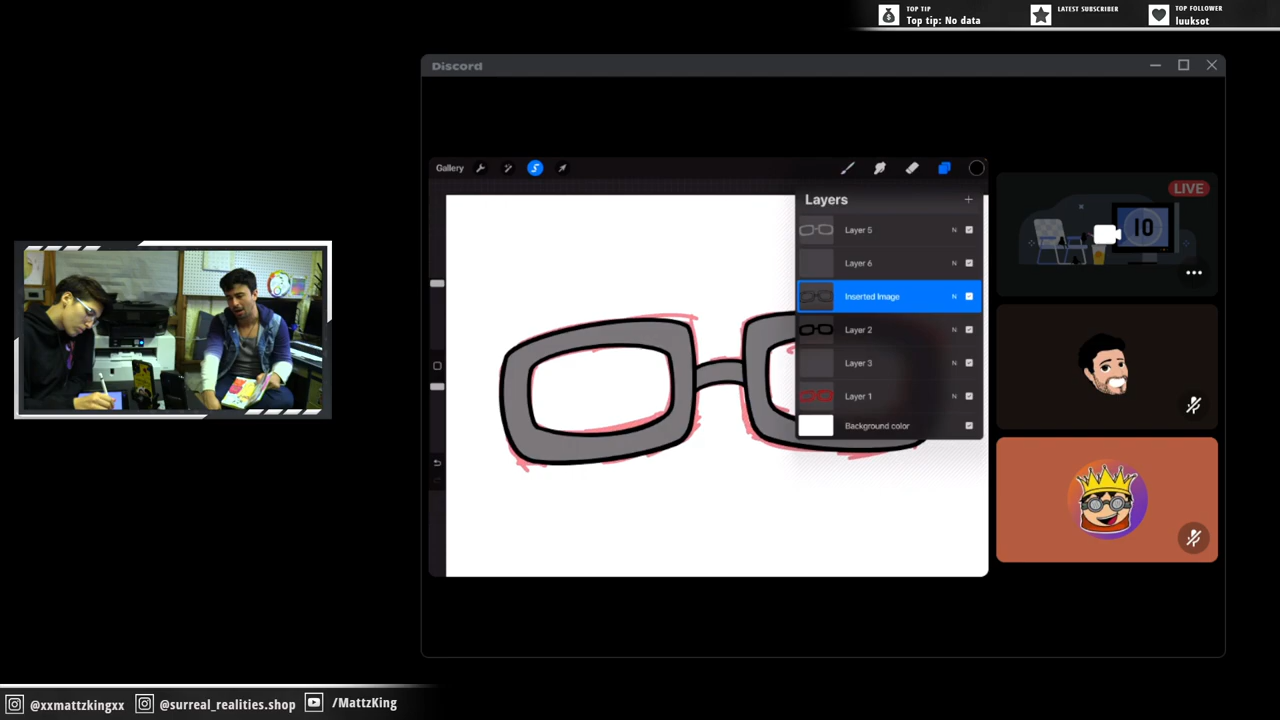 TOP TIP
Top tip: No data
LATEST SUBSCRIBER
TOP FOLLOWER
luuksot
Discord
Gallery
Layers
Layer 5
N
Layer 6
N
Inserted Image
N
Layer 2
N
Layer 3
N
Layer 1
N
Background color
LIVE
10
@xxmattzkingxx
@surreal_realities.shop
/MattzKing